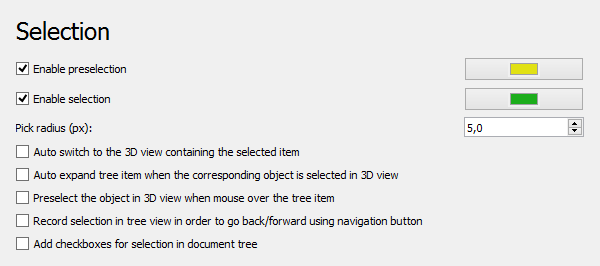 Selection
Enable preselection
Enable selection
Pick radius (px): 5,0
Auto switch to the 3D view containing the selected item
Auto expand tree item when the corresponding object is selected in 3D view
Preselect the object in 3D view when mouse over the tree item
Record selection in tree view in order to go back/forward using navigation button
Add checkboxes for selection in document tree